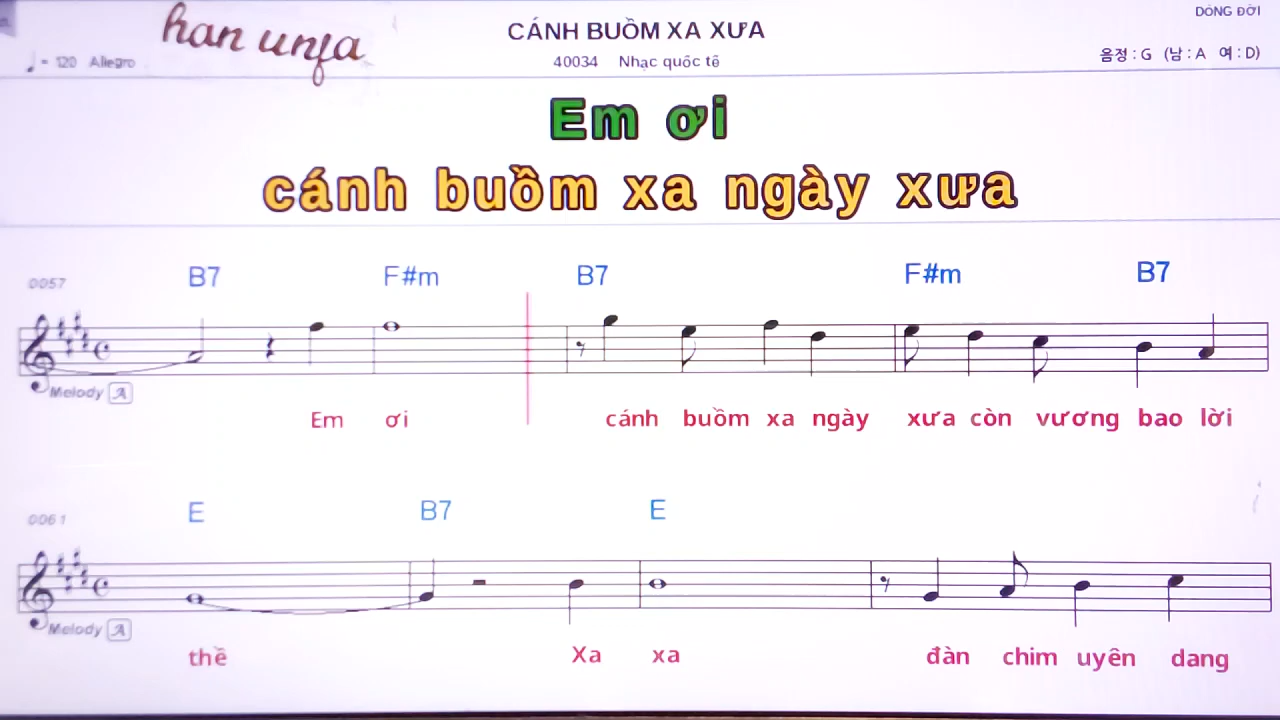 DÒNG ĐỜI
han unfa
CÁNH BUỒM XA XƯA
= 120 Allegro
40034 Nhạc quốc tế
음정 : G (남 : A 여 : D)
Em ơi
cánh buồm xa ngày xưa
0057 B7 F#m B7 F#m B7
Melody A
Em ơi cánh buồm xa ngày xưa còn vương bao lời
0061 E B7 E
Melody A
thề Xa xa đàn chim uyên dang